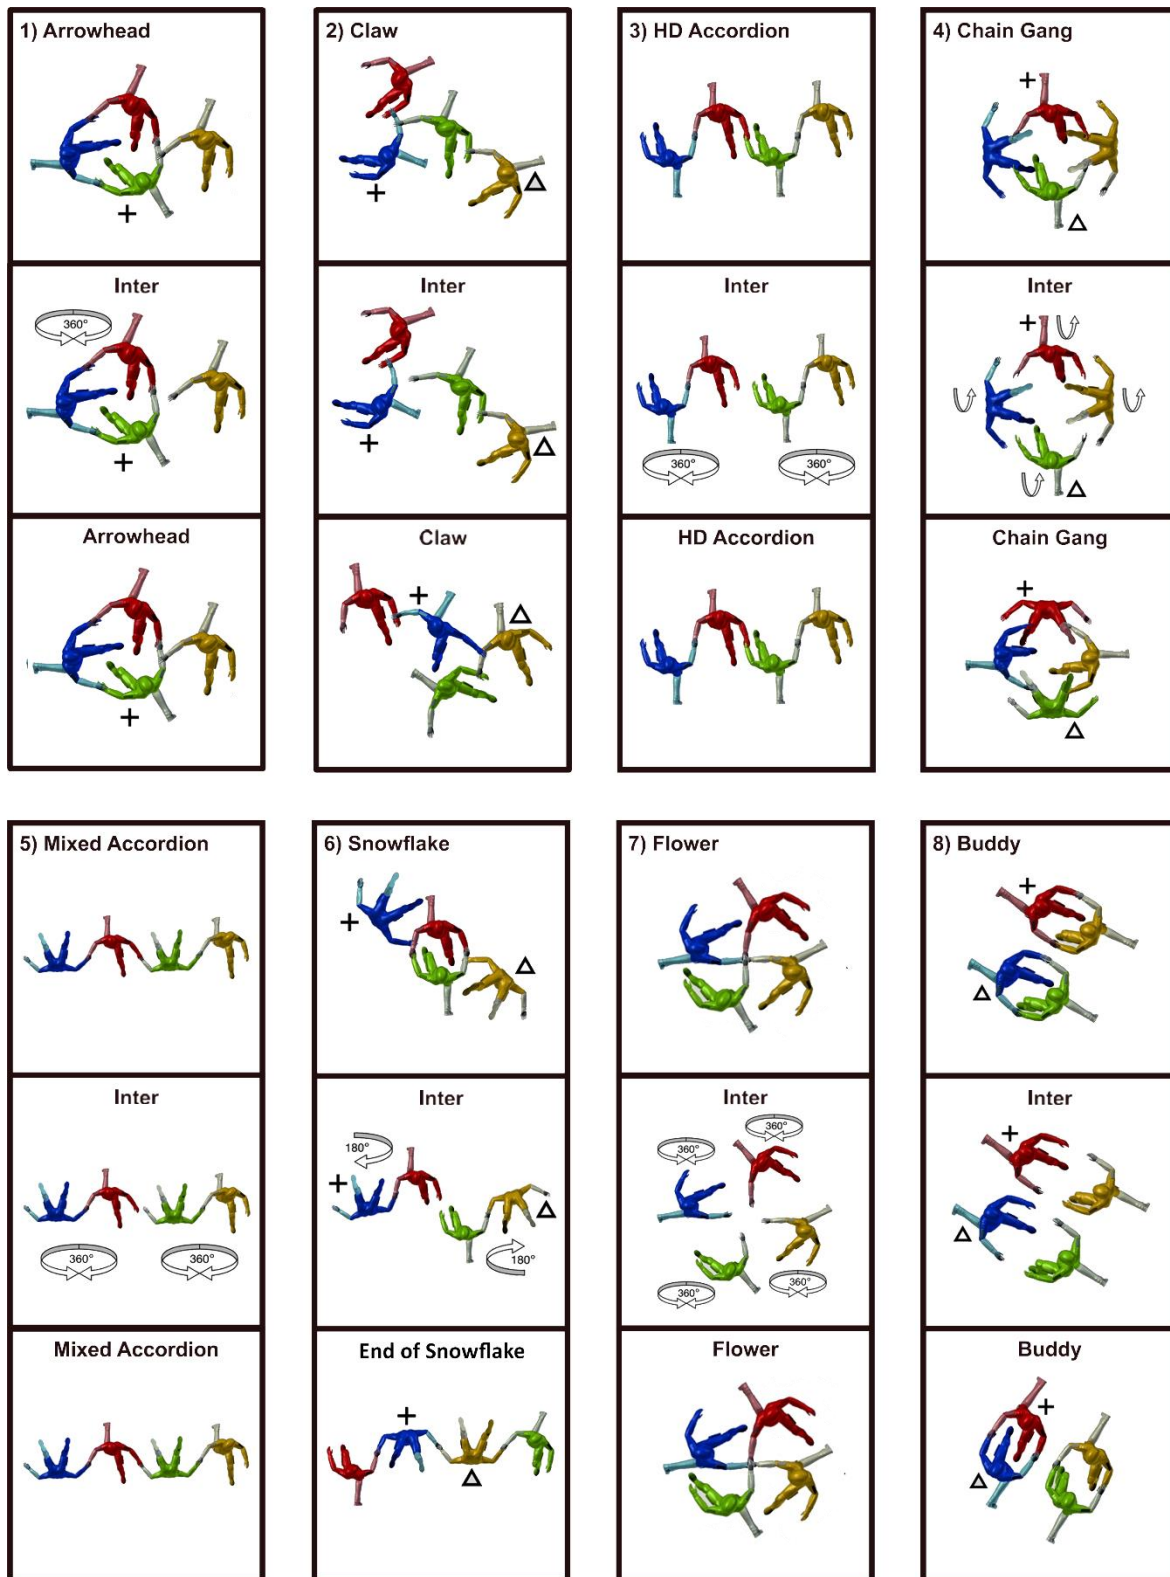 1) Arrowhead
2) Claw
3) HD Accordion
4) Chain Gang
+
Δ
+
Δ
+
Inter
Inter
Inter
Inter
360°
+
Δ
+
Δ
+
360°
360°
Arrowhead
Claw
HD Accordion
Chain Gang
+
Δ
+
+
Δ
5) Mixed Accordion
6) Snowflake
7) Flower
8) Buddy
+
+
Δ
Δ
Inter
Inter
Inter
Inter
360°
180°
360°
+
+
Δ
Δ
360°
360°
180°
360°
360°
Mixed Accordion
End of Snowflake
Flower
Buddy
+
+
Δ
Δ